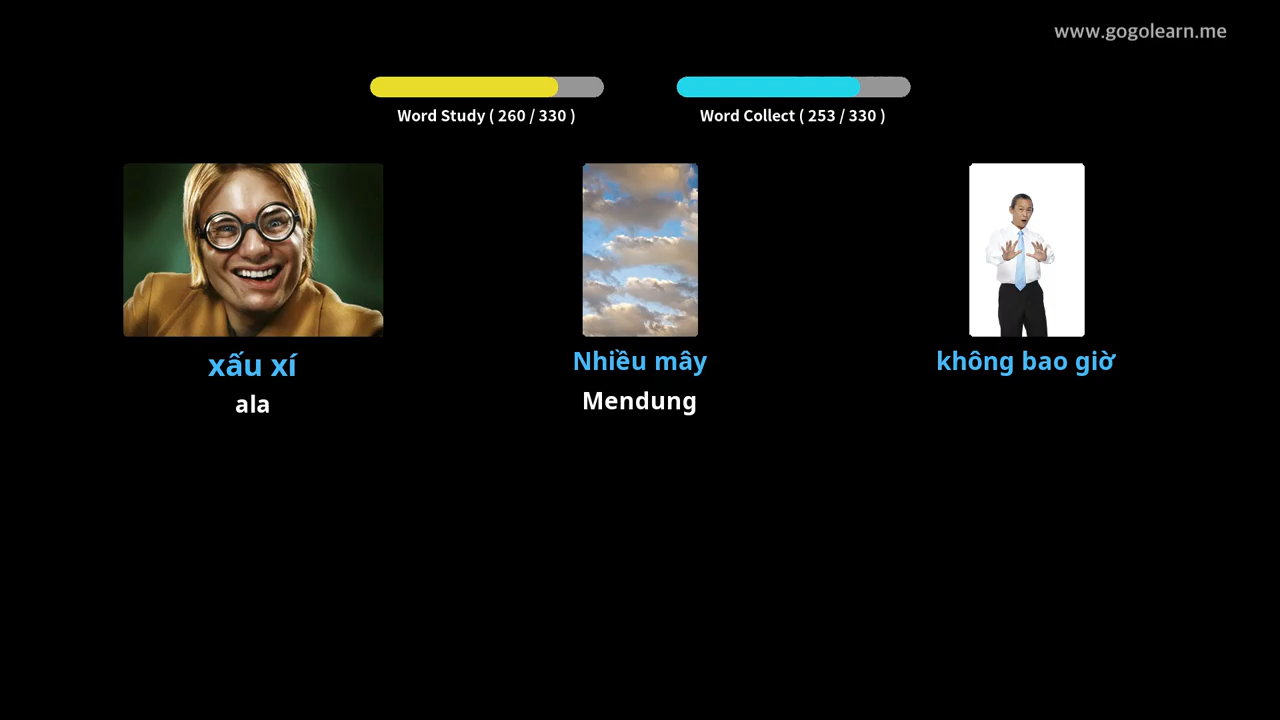 www.gogolearn.me
Word Study ( 260 / 330 )
Word Collect ( 253 / 330 )
xấu xí
ala
Nhiều mây
Mendung
không bao giờ